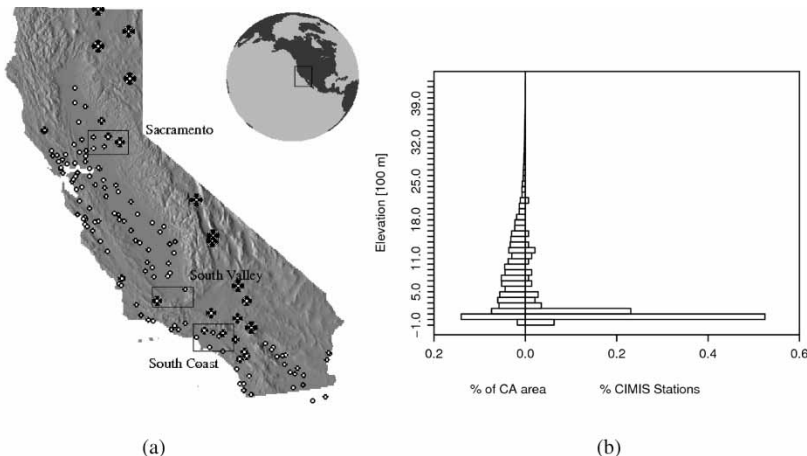 Sacramento
South Valley
South Coast
(a)
Elevation [100 m]
39.0
32.0
25.0
18.0
11.0
5.0
−1.0
0.2
0.0
0.2
0.4
0.6
% of CA area
% CIMIS Stations
(b)